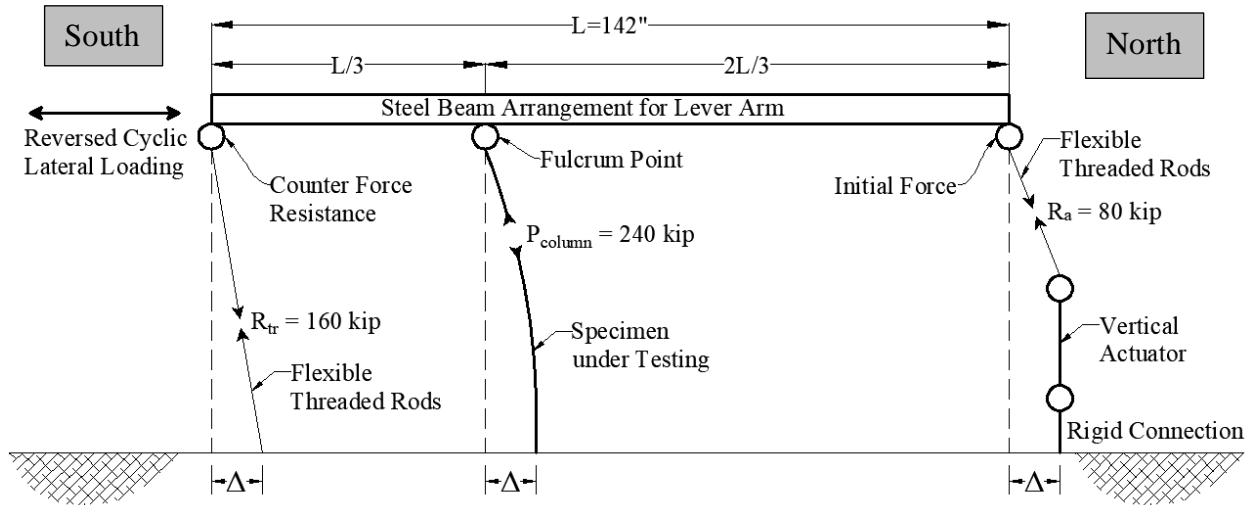 South
L=142"
North
L/3
2L/3
Steel Beam Arrangement for Lever Arm
Reversed Cyclic
Lateral Loading
Counter Force
Resistance
Fulcrum Point
Initial Force
Flexible
Threaded Rods
Rₐ = 80 kip
P_column = 240 kip
R_tr = 160 kip
Specimen
under Testing
Vertical
Actuator
Flexible
Threaded Rods
Rigid Connection
Δ
Δ
Δ